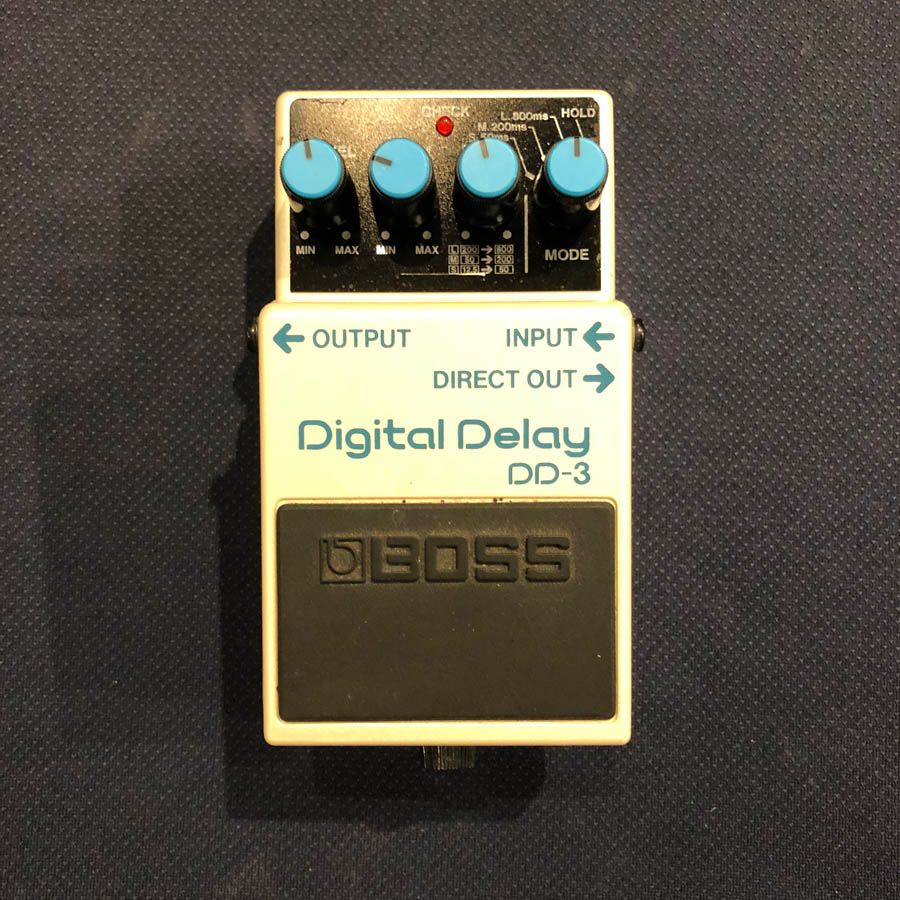 CHECK
HOLD
L.800ms
M.200ms
S.50ms
MIN MAX MIN MAX
L 200 → 800
M 50 → 200
S 12.5 → 50
MODE
← OUTPUT
INPUT ←
DIRECT OUT →
Digital Delay
DD-3
BOSS